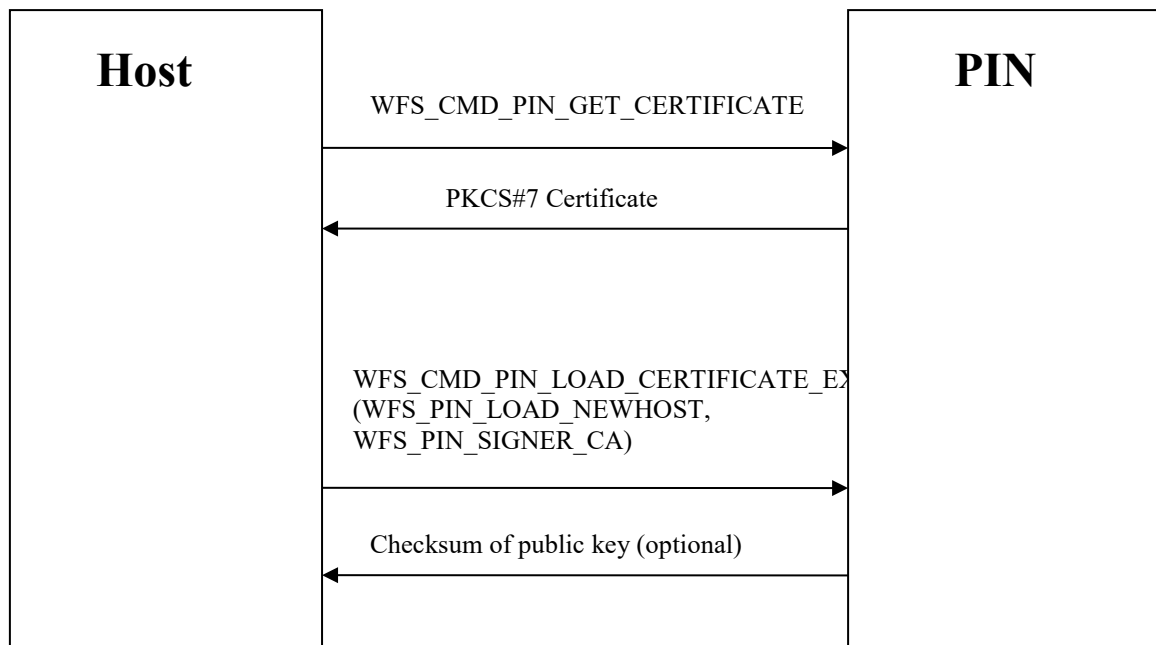 Host
PIN
WFS_CMD_PIN_GET_CERTIFICATE
PKCS#7 Certificate
WFS_CMD_PIN_LOAD_CERTIFICATE_EX
(WFS_PIN_LOAD_NEWHOST,
WFS_PIN_SIGNER_CA)
Checksum of public key (optional)